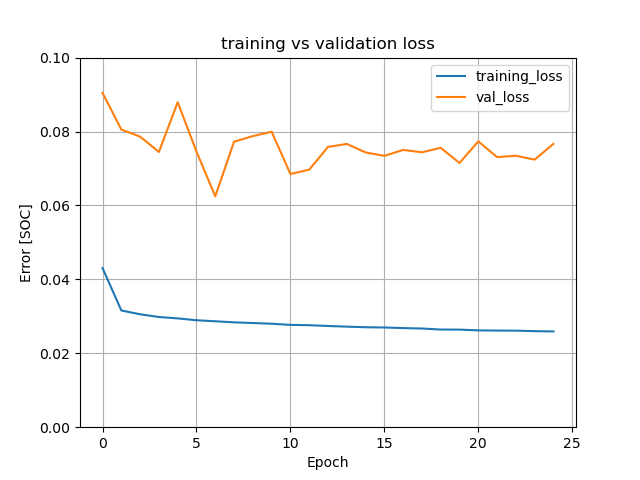 training vs validation loss
training_loss
val_loss
Error [SOC]
0.10
0.08
0.06
0.04
0.02
0.00
0 5 10 15 20 25
Epoch